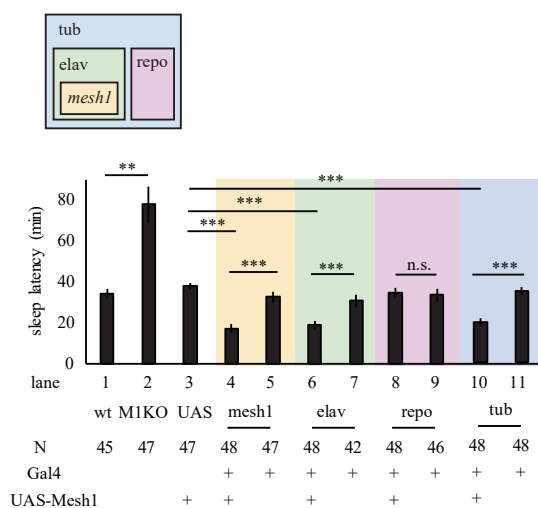 tub
elav repo
mesh1
** *** *** *** *** *** n.s. ***
sleep latency (min)
80
60
40
20
0
lane 1 2 3 4 5 6 7 8 9 10 11
wt M1KO UAS mesh1 elav repo tub
N 45 47 47 48 47 48 42 48 46 48 48
Gal4 + + + + + + + +
UAS-Mesh1 + + + + +